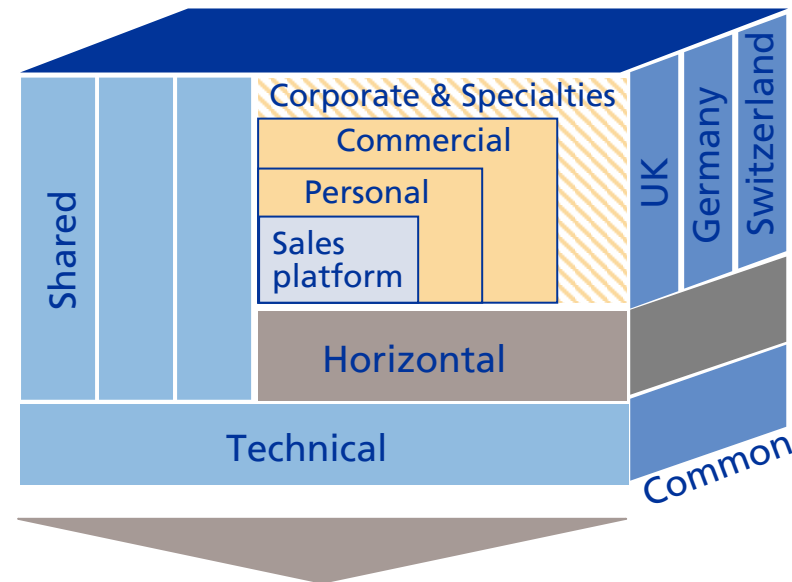 Corporate & Specialties
Commercial
Personal
Sales
platform
Shared
UK
Germany
Switzerland
Horizontal
Technical
Common